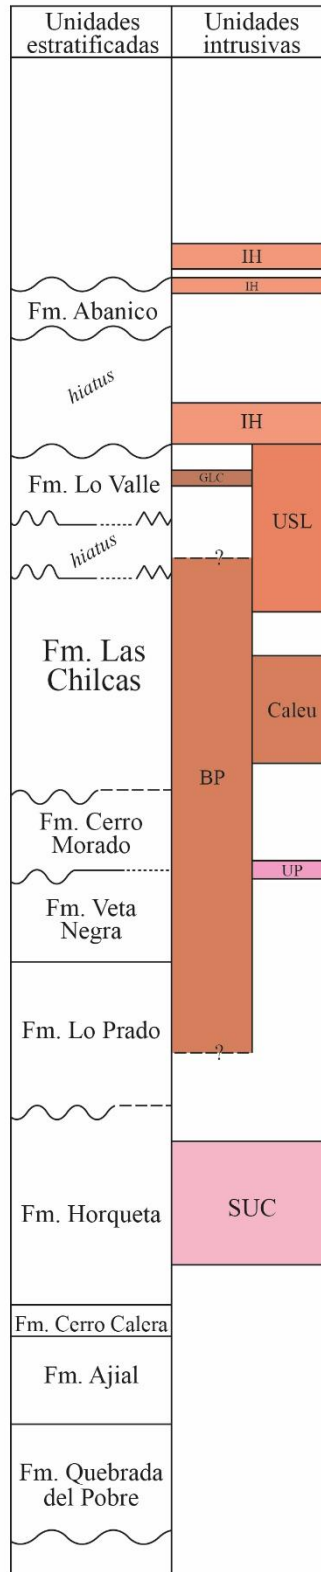 Unidades
estratificadas
Unidades
intrusivas
IH
IH
Fm. Abanico
hiatus
IH
Fm. Lo Valle
GLC
USL
hiatus
?
Fm. Las
Chilcas
Caleu
BP
Fm. Cerro
Morado
UP
Fm. Veta
Negra
Fm. Lo Prado
?
Fm. Horqueta
SUC
Fm. Cerro Calera
Fm. Ajial
Fm. Quebrada
del Pobre